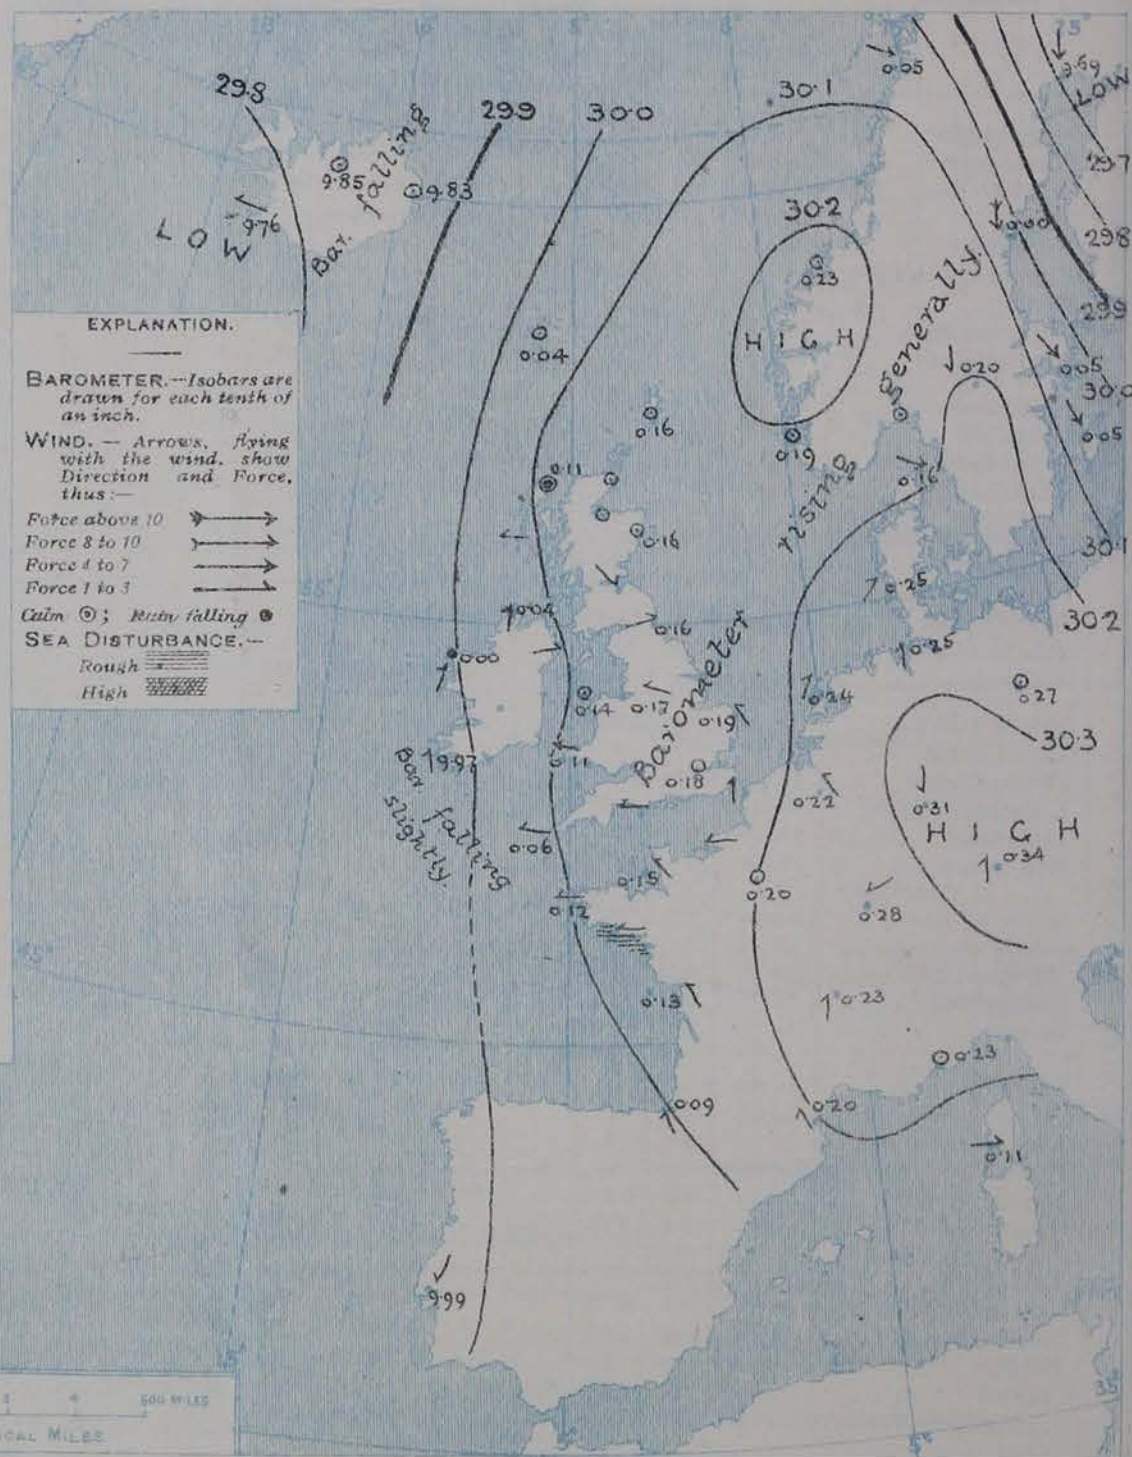 29.8
29.9
30.0
30.1
0.05
9.69
LOW
29.7
9.85
9.83
falling
Bar.
9.76
LOW
30.2
0.23
HIGH
0.00
29.8
29.9
generally.
EXPLANATION.
BAROMETER.—Isobars are
drawn for each tenth of
an inch.
WIND. — Arrows, flying
with the wind, show
Direction and Force,
thus:—
Force above 10
Force 8 to 10
Force 4 to 7
Force 1 to 3
Calm ; Rain falling
SEA DISTURBANCE.—
Rough
High
0.04
0.20
0.05
30.0
0.16
0.19
0.05
rising
0.11
0.16
30.1
0.25
30.2
55°
0.04
0.16
Barometer
0.25
0.00
0.14
0.17
0.19
0.24
0.27
30.3
9.97
0.11
0.18
0.22
0.31
HIGH
0.34
Bar. falling
slightly.
0.06
0.15
0.20
0.28
0.12
45°
0.13
0.23
0.23
0.09
0.20
0.11
9.99
500 MILES
CAL MILES
5°
5°